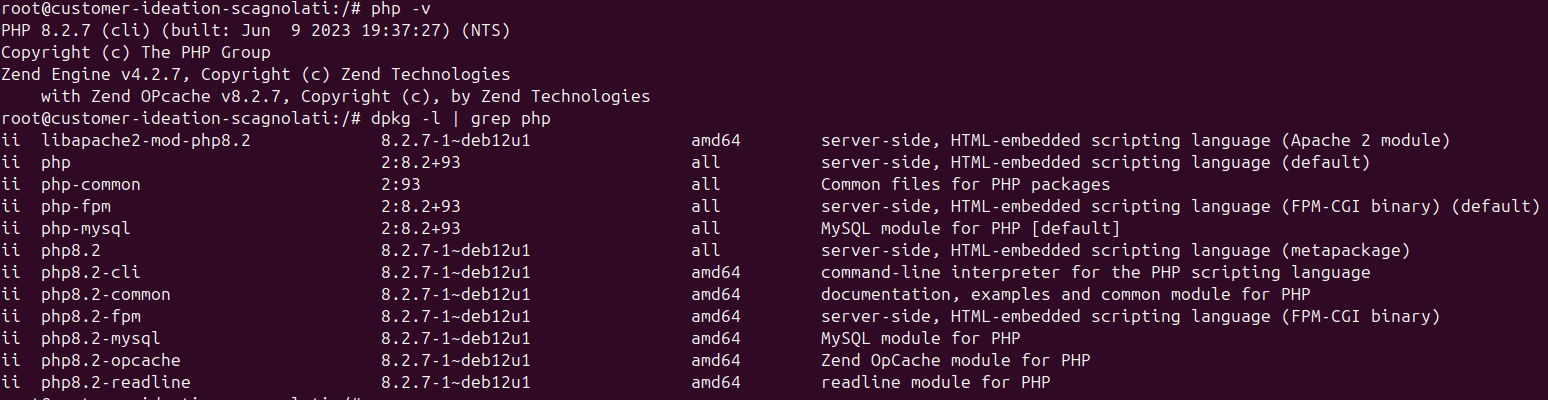 root@customer-ideation-scagnolati:/# php -v
PHP 8.2.7 (cli) (built: Jun  9 2023 19:37:27) (NTS)
Copyright (c) The PHP Group
Zend Engine v4.2.7, Copyright (c) Zend Technologies
    with Zend OPcache v8.2.7, Copyright (c), by Zend Technologies
root@customer-ideation-scagnolati:/# dpkg -l | grep php
ii  libapache2-mod-php8.2             8.2.7-1~deb12u1                amd64        server-side, HTML-embedded scripting language (Apache 2 module)
ii  php                               2:8.2+93                       all          server-side, HTML-embedded scripting language (default)
ii  php-common                        2:93                           all          Common files for PHP packages
ii  php-fpm                           2:8.2+93                       all          server-side, HTML-embedded scripting language (FPM-CGI binary) (default)
ii  php-mysql                         2:8.2+93                       all          MySQL module for PHP [default]
ii  php8.2                            8.2.7-1~deb12u1                all          server-side, HTML-embedded scripting language (metapackage)
ii  php8.2-cli                        8.2.7-1~deb12u1                amd64        command-line interpreter for the PHP scripting language
ii  php8.2-common                     8.2.7-1~deb12u1                amd64        documentation, examples and common module for PHP
ii  php8.2-fpm                        8.2.7-1~deb12u1                amd64        server-side, HTML-embedded scripting language (FPM-CGI binary)
ii  php8.2-mysql                      8.2.7-1~deb12u1                amd64        MySQL module for PHP
ii  php8.2-opcache                    8.2.7-1~deb12u1                amd64        Zend OpCache module for PHP
ii  php8.2-readline                   8.2.7-1~deb12u1                amd64        readline module for PHP